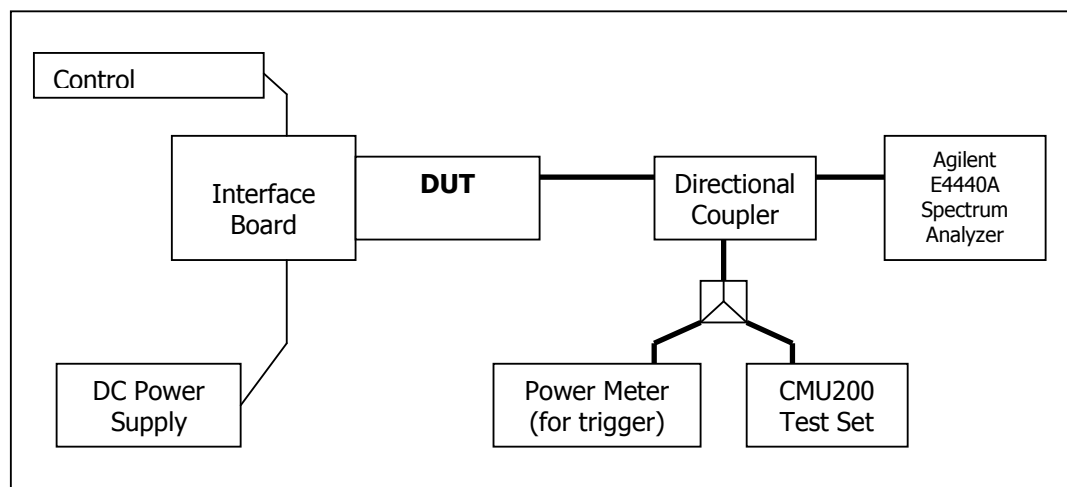 Control
Interface
Board
DUT
Directional
Coupler
Agilent
E4440A
Spectrum
Analyzer
DC Power
Supply
Power Meter
(for trigger)
CMU200
Test Set